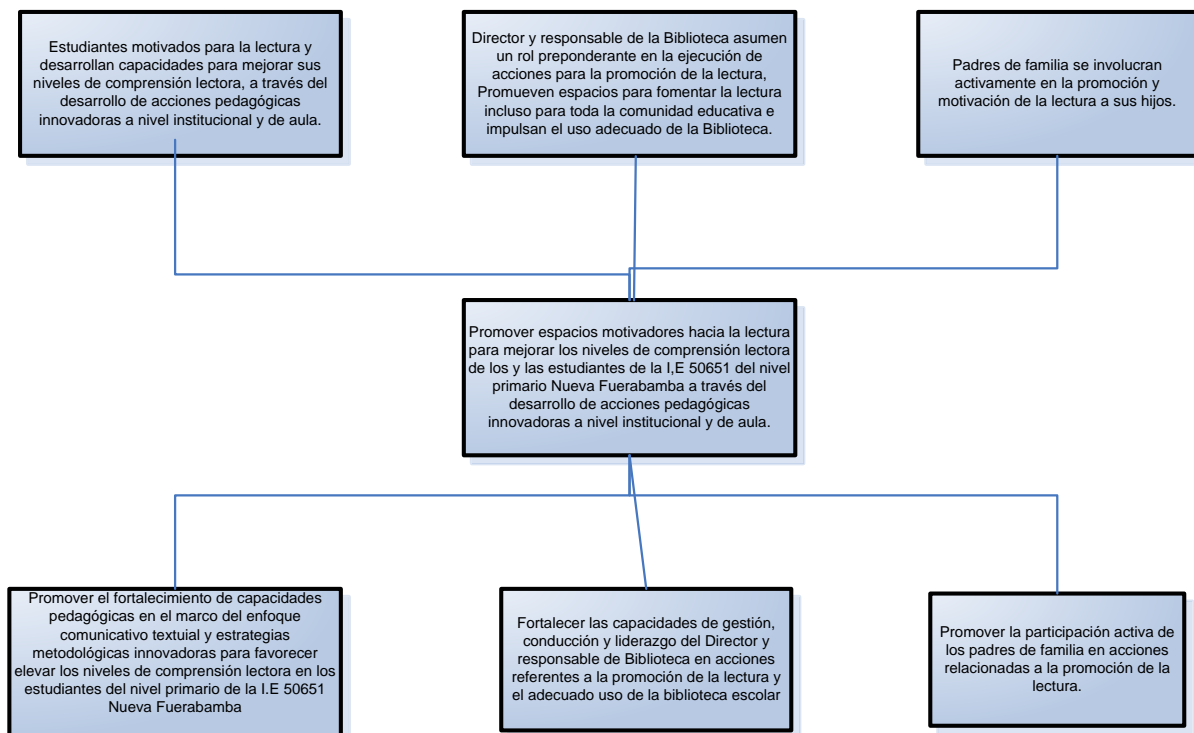 Estudiantes motivados para la lectura y
desarrollan capacidades para mejorar sus
niveles de comprensión lectora, a través del
desarrollo de acciones pedagógicas
innovadoras a nivel institucional y de aula.
Director y responsable de la Biblioteca asumen
un rol preponderante en la ejecución de
acciones para la promoción de la lectura,
Promueven espacios para fomentar la lectura
incluso para toda la comunidad educativa e
impulsan el uso adecuado de la Biblioteca.
Padres de familia se involucran
activamente en la promoción y
motivación de la lectura a sus hijos.
Promover espacios motivadores hacia la lectura
para mejorar los niveles de comprensión lectora
de los y las estudiantes de la I,E 50651 del nivel
primario Nueva Fuerabamba a través del
desarrollo de acciones pedagógicas
innovadoras a nivel institucional y de aula.
Promover el fortalecimiento de capacidades
pedagógicas en el marco del enfoque
comunicativo textuial y estrategias
metodológicas innovadoras para favorecer
elevar los niveles de comprensión lectora en los
estudiantes del nivel primario de la I.E 50651
Nueva Fuerabamba
Fortalecer las capacidades de gestión,
conducción y liderazgo del Director y
responsable de Biblioteca en acciones
referentes a la promoción de la lectura y
el adecuado uso de la biblioteca escolar
Promover la participación activa de
los padres de familia en acciones
relacionadas a la promoción de la
lectura.